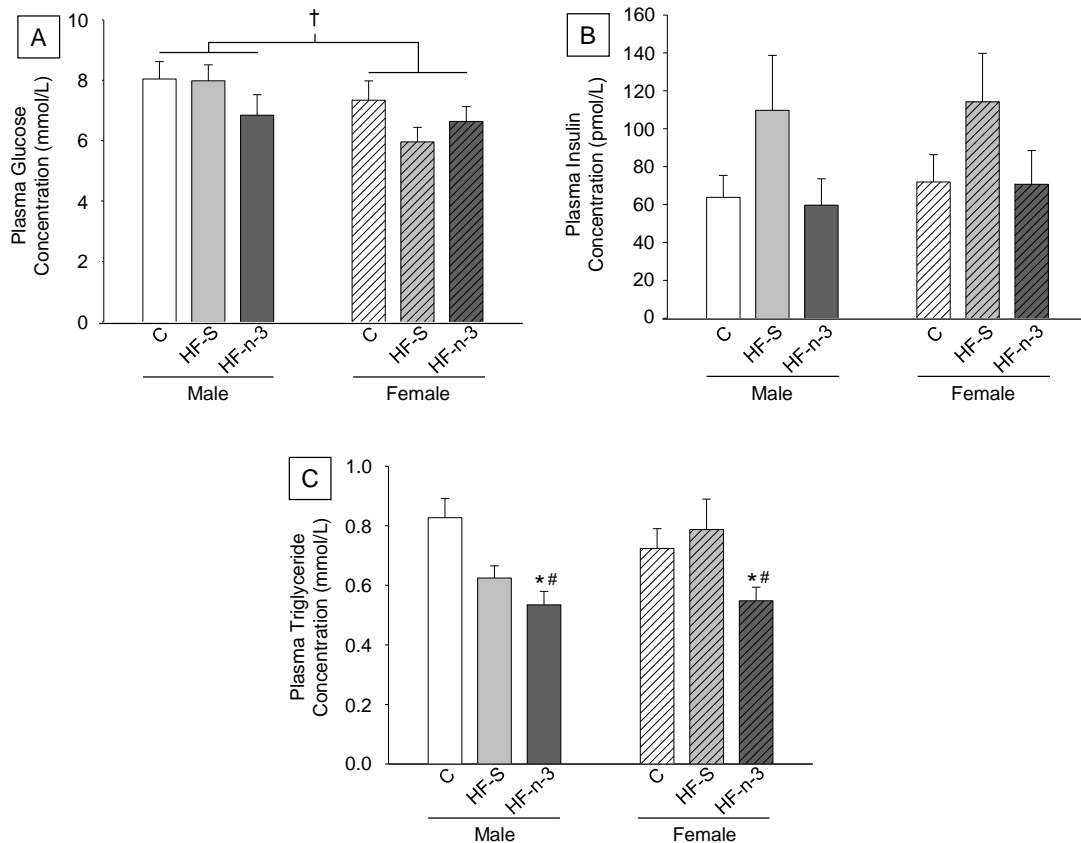 A
Plasma Glucose
Concentration (mmol/L)
10
8
6
4
2
0
†
C
HF-S
HF-n-3
C
HF-S
HF-n-3
Male
Female
B
Plasma Insulin
Concentration (pmol/L)
160
140
120
100
80
60
40
20
0
C
HF-S
HF-n-3
C
HF-S
HF-n-3
Male
Female
C
Plasma Triglyceride
Concentration (mmol/L)
1.0
0.8
0.6
0.4
0.2
0.0
*#
*#
C
HF-S
HF-n-3
C
HF-S
HF-n-3
Male
Female